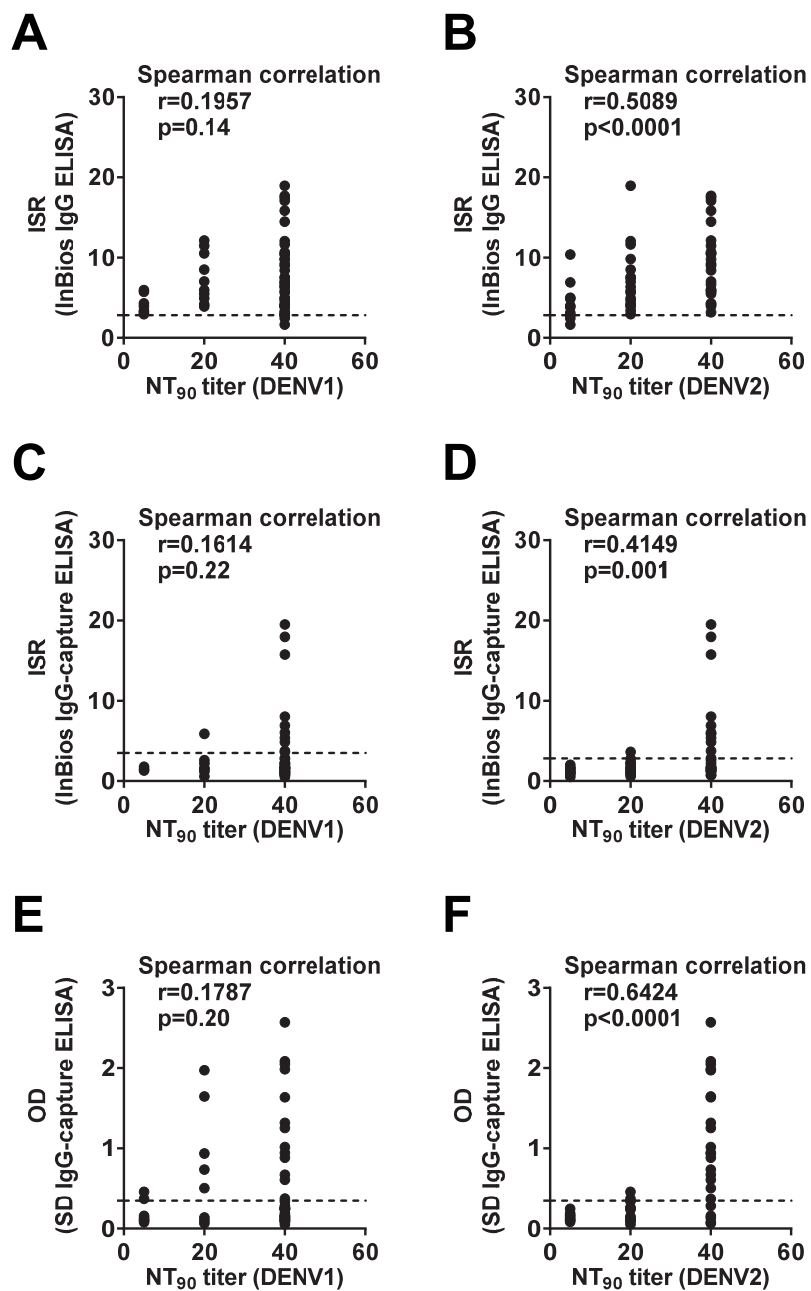 A
Spearman correlation
r=0.1957
p=0.14
ISR
(InBios IgG ELISA)
30
20
10
0
0 20 40 60
NT90 titer (DENV1)
B
Spearman correlation
r=0.5089
p<0.0001
ISR
(InBios IgG ELISA)
30
20
10
0
0 20 40 60
NT90 titer (DENV2)
C
Spearman correlation
r=0.1614
p=0.22
ISR
(InBios IgG-capture ELISA)
30
20
10
0
0 20 40 60
NT90 titer (DENV1)
D
Spearman correlation
r=0.4149
p=0.001
ISR
(InBios IgG-capture ELISA)
30
20
10
0
0 20 40 60
NT90 titer (DENV2)
E
Spearman correlation
r=0.1787
p=0.20
OD
(SD IgG-capture ELISA)
3
2
1
0
0 20 40 60
NT90 titer (DENV1)
F
Spearman correlation
r=0.6424
p<0.0001
OD
(SD IgG-capture ELISA)
3
2
1
0
0 20 40 60
NT90 titer (DENV2)